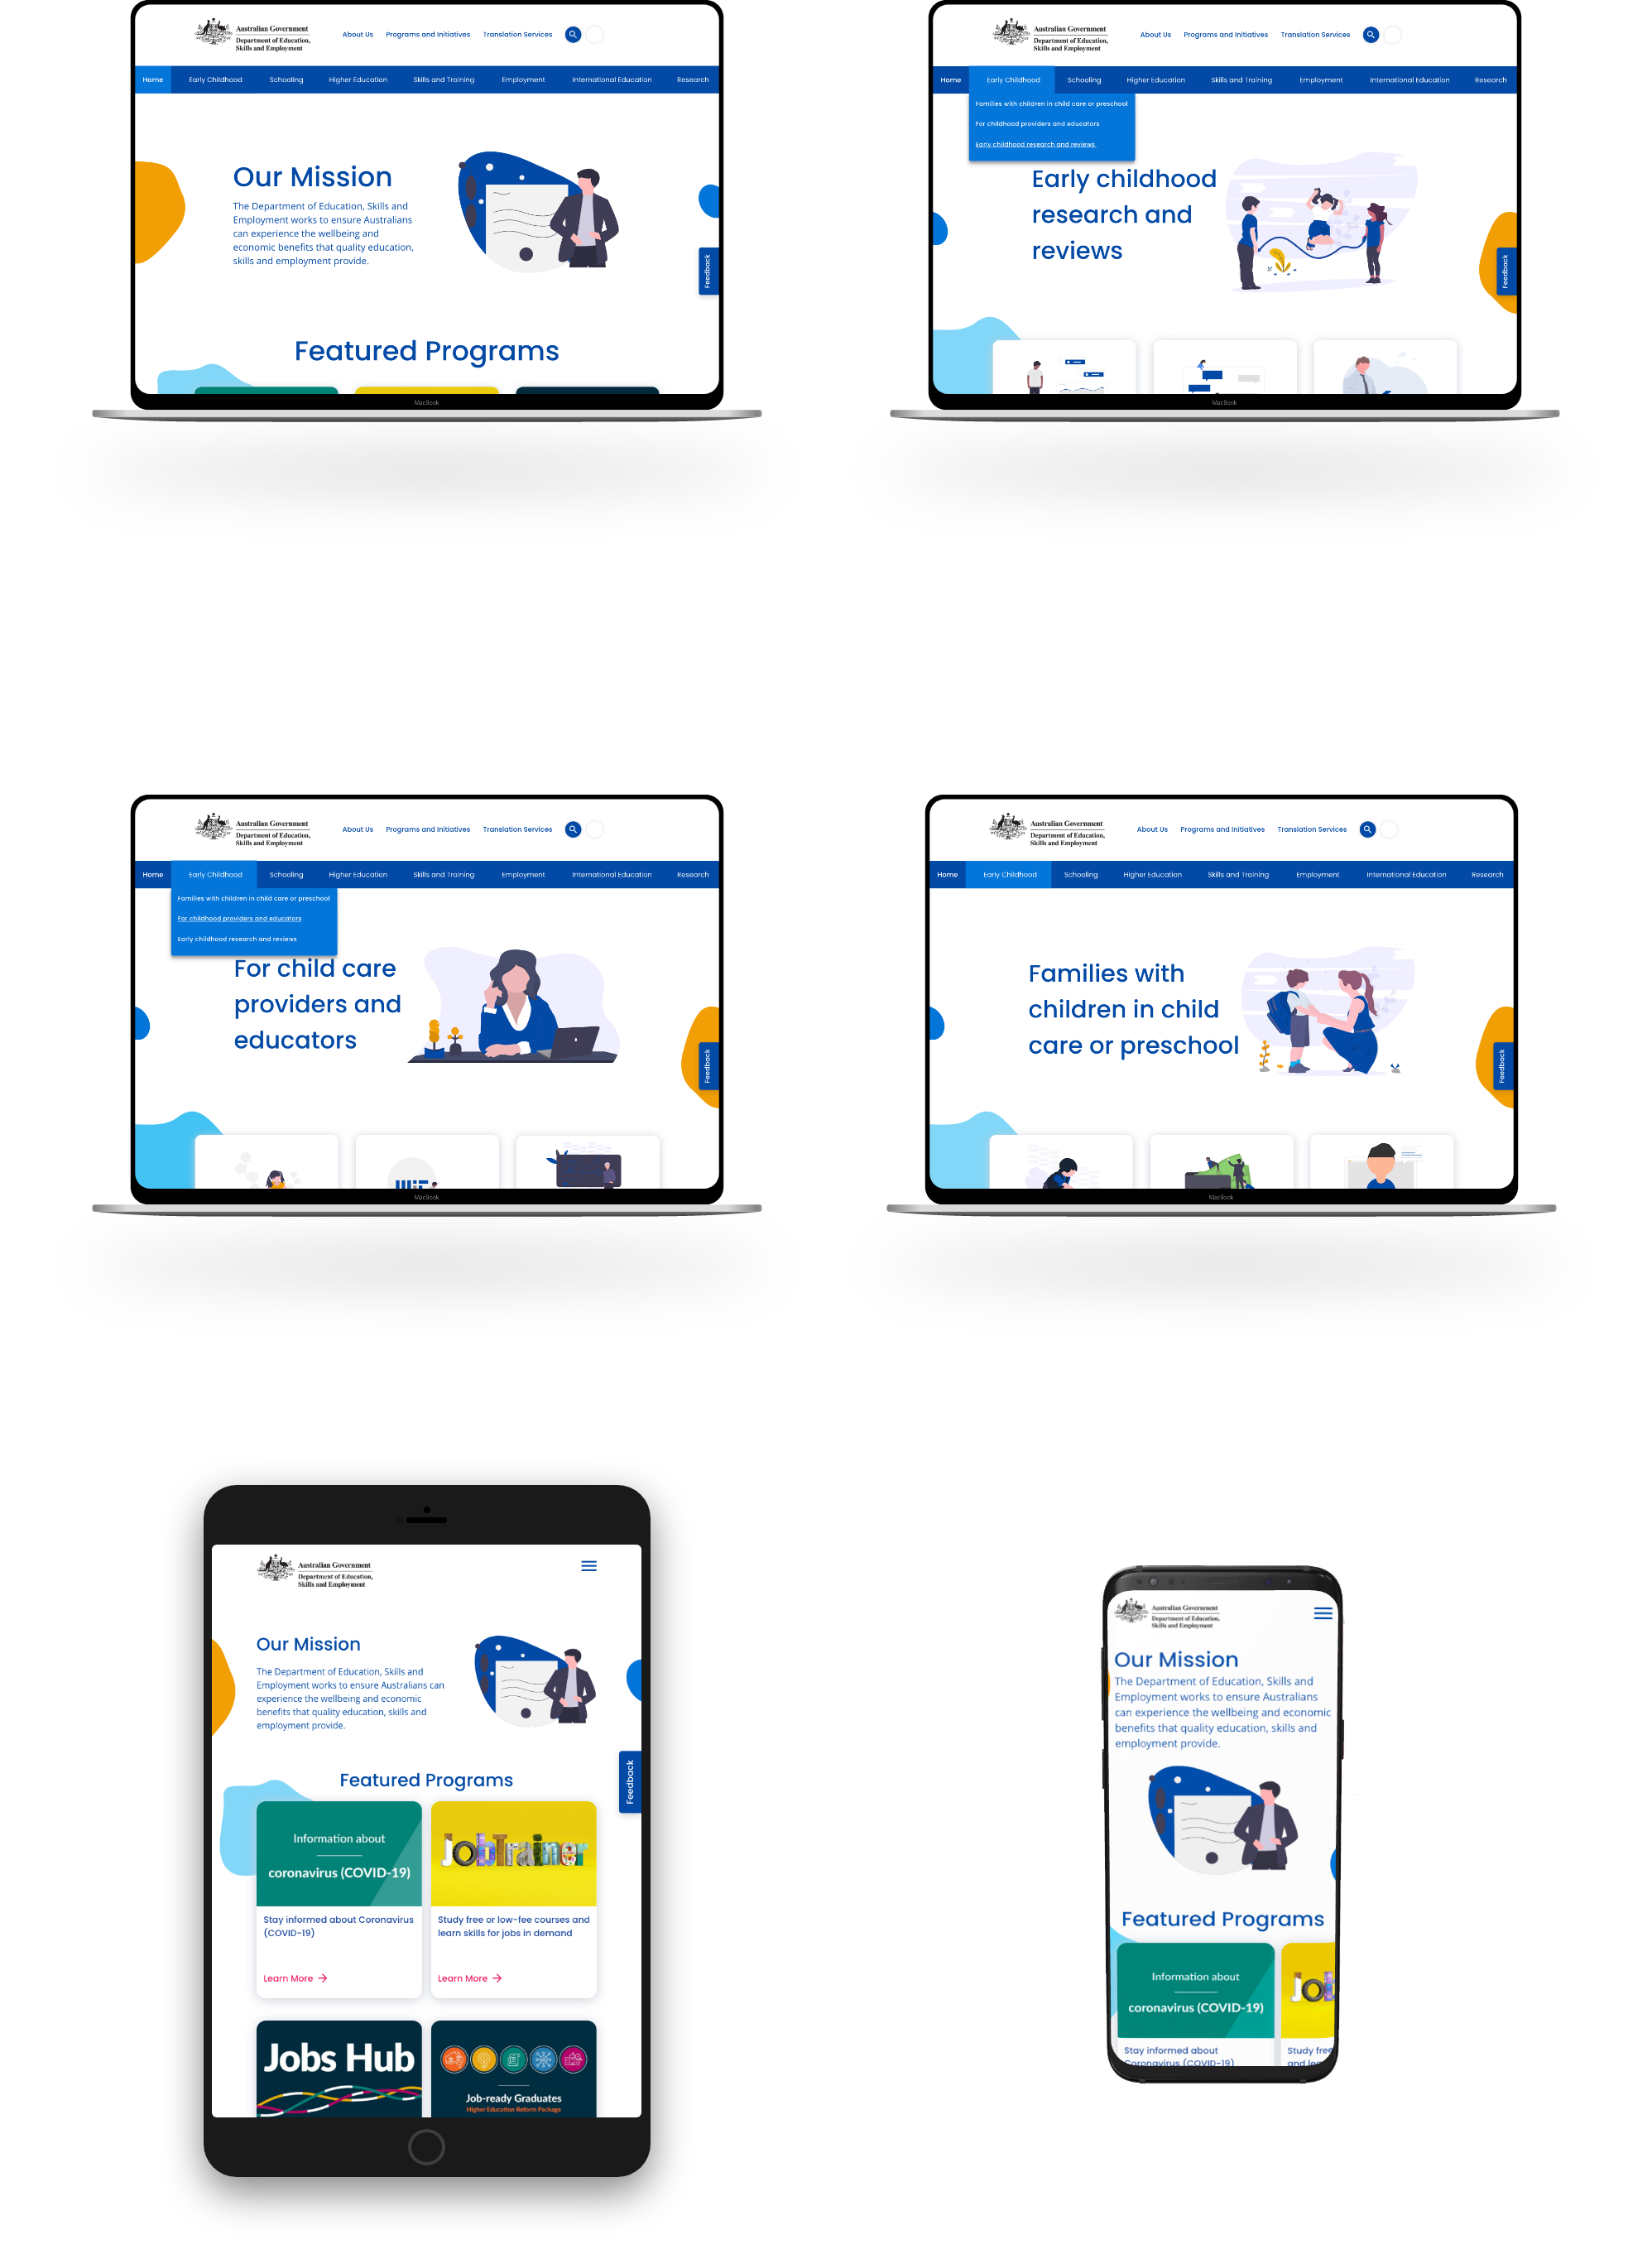 Australian Government
Department of Education,
Skills and Employment
About Us Programs and Initiatives Translation Services
Home Early Childhood Schooling Higher Education Skills and Training Employment International Education Research
Our Mission
The Department of Education, Skills and
Employment works to ensure Australians
can experience the wellbeing and
economic benefits that quality education,
skills and employment provide.
Feedback
Featured Programs
MacBook
Australian Government
Department of Education,
Skills and Employment
About Us Programs and Initiatives Translation Services
Home Early Childhood Schooling Higher Education Skills and Training Employment International Education Research
Families with children in child care or preschool
For childhood providers and educators
Early childhood research and reviews
Early childhood
research and
reviews
Feedback
MacBook
Australian Government
Department of Education,
Skills and Employment
About Us Programs and Initiatives Translation Services
Home Early Childhood Schooling Higher Education Skills and Training Employment International Education Research
Families with children in child care or preschool
For childhood providers and educators
Early childhood research and reviews
For child care
providers and
educators
Feedback
MacBook
Australian Government
Department of Education,
Skills and Employment
About Us Programs and Initiatives Translation Services
Home Early Childhood Schooling Higher Education Skills and Training Employment International Education Research
Families with
children in child
care or preschool
Feedback
MacBook
Australian Government
Department of Education,
Skills and Employment
Our Mission
The Department of Education, Skills and
Employment works to ensure Australians can
experience the wellbeing and economic
benefits that quality education, skills and
employment provide.
Feedback
Featured Programs
Information about
coronavirus (COVID-19)
Stay informed about Coronavirus
(COVID-19)
Learn More
JobTrainer
Study free or low-fee courses and
learn skills for jobs in demand
Learn More
Jobs Hub
Job-ready Graduates
Higher Education Reform Package
Australian Government
Department of Education,
Skills and Employment
Our Mission
The Department of Education, Skills and
Employment works to ensure Australians
can experience the wellbeing and economic
benefits that quality education, skills and
employment provide.
Featured Programs
Information about
coronavirus (COVID-19)
Stay informed about
Coronavirus (COVID-19)
Job
Study free
and